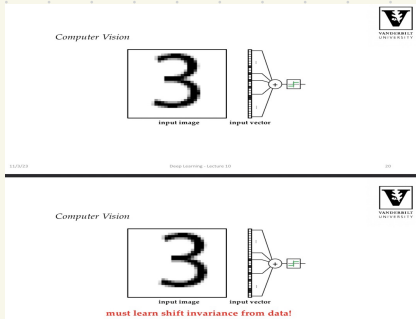 VANDERBILT
UNIVERSITY
Computer Vision
3
input image
input vector
Deep Learning - Lecture 10
VANDERBILT
UNIVERSITY
Computer Vision
3
input image
input vector
must learn shift invariance from data!